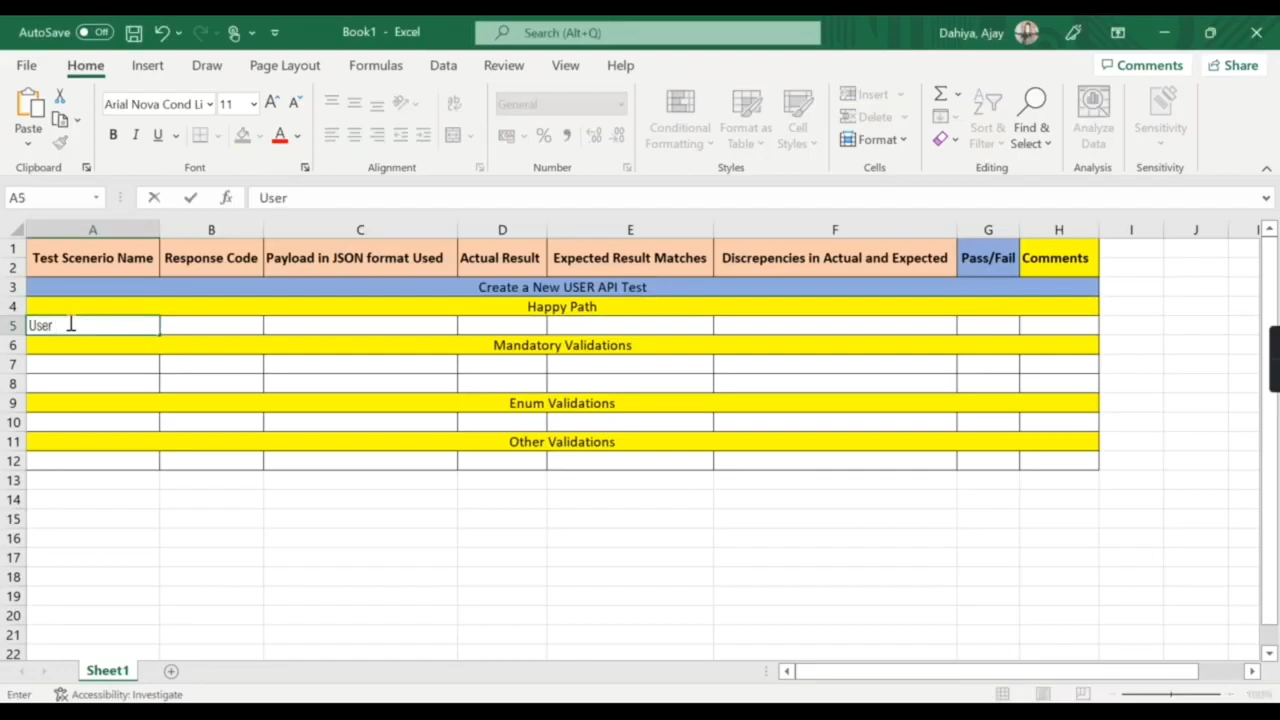 AutoSave Off Book1 - Excel Search (Alt+Q) Dahiya, Ajay
File Home Insert Draw Page Layout Formulas Data Review View Help Comments Share
Paste Arial Nova Cond Li 11 General Conditional Formatting Format as Table Cell Styles Insert Delete Format Sort & Filter Find & Select Analyze Data Sensitivity
Clipboard Font Alignment Number Styles Cells Editing Analysis Sensitivity
A5 fx User
A B C D E F G H I J K
1
2 Test Scenerio Name Response Code Payload in JSON format Used Actual Result Expected Result Matches Discrepancies in Actual and Expected Pass/Fail Comments
3 Create a New USER API Test
4 Happy Path
5 User
6 Mandatory Validations
7
8
9 Enum Validations
10
11 Other Validations
12
13
14
15
16
17
18
19
20
21
22
Sheet1
Enter Accessibility: Investigate 100%